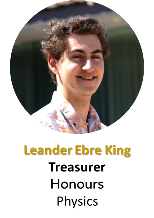 Leander Ebre King
Treasurer
Honours
Physics